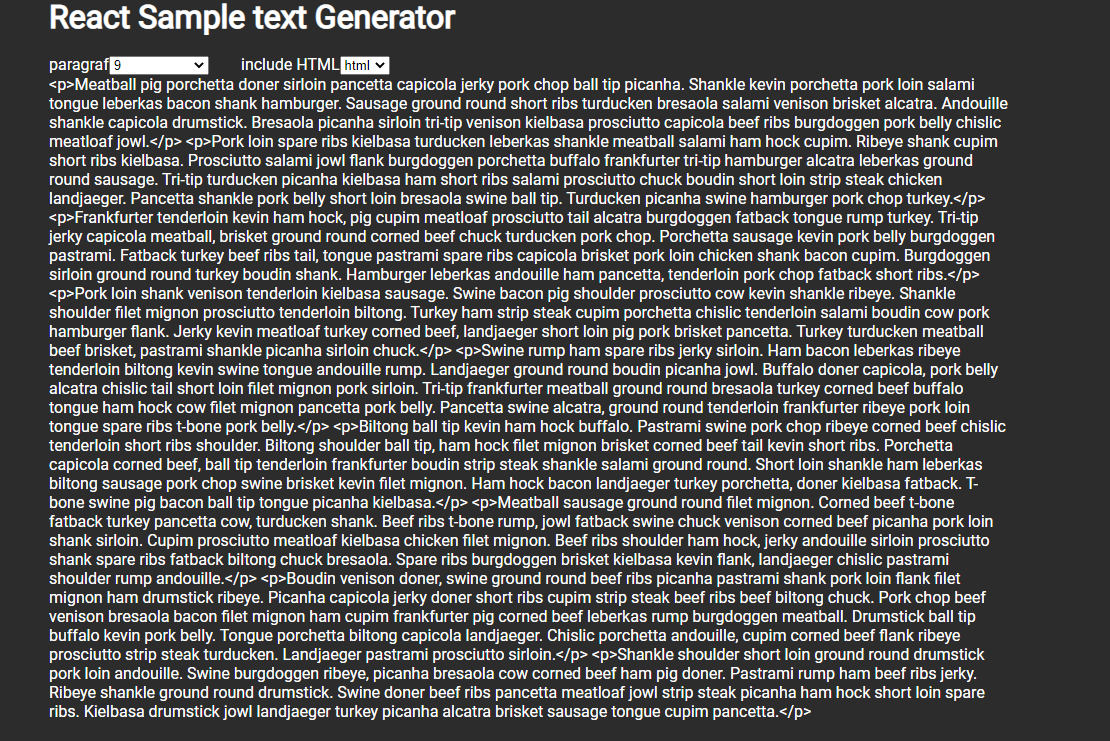 React Sample text Generator
paragraf 9 include HTML html
<p>Meatball pig porchetta doner sirloin pancetta capicola jerky pork chop ball tip picanha. Shankle kevin porchetta pork loin salami
tongue leberkas bacon shank hamburger. Sausage ground round short ribs turducken bresaola salami venison brisket alcatra. Andouille
shankle capicola drumstick. Bresaola picanha sirloin tri-tip venison kielbasa prosciutto capicola beef ribs burgdoggen pork belly chislic
meatloaf jowl.</p> <p>Pork loin spare ribs kielbasa turducken leberkas shankle meatball salami ham hock cupim. Ribeye shank cupim
short ribs kielbasa. Prosciutto salami jowl flank burgdoggen porchetta buffalo frankfurter tri-tip hamburger alcatra leberkas ground
round sausage. Tri-tip turducken picanha kielbasa ham short ribs salami prosciutto chuck boudin short loin strip steak chicken
landjaeger. Pancetta shankle pork belly short loin bresaola swine ball tip. Turducken picanha swine hamburger pork chop turkey.</p>
<p>Frankfurter tenderloin kevin ham hock, pig cupim meatloaf prosciutto tail alcatra burgdoggen fatback tongue rump turkey. Tri-tip
jerky capicola meatball, brisket ground round corned beef chuck turducken pork chop. Porchetta sausage kevin pork belly burgdoggen
pastrami. Fatback turkey beef ribs tail, tongue pastrami spare ribs capicola brisket pork loin chicken shank bacon cupim. Burgdoggen
sirloin ground round turkey boudin shank. Hamburger leberkas andouille ham pancetta, tenderloin pork chop fatback short ribs.</p>
<p>Pork loin shank venison tenderloin kielbasa sausage. Swine bacon pig shoulder prosciutto cow kevin shankle ribeye. Shankle
shoulder filet mignon prosciutto tenderloin biltong. Turkey ham strip steak cupim porchetta chislic tenderloin salami boudin cow pork
hamburger flank. Jerky kevin meatloaf turkey corned beef, landjaeger short loin pig pork brisket pancetta. Turkey turducken meatball
beef brisket, pastrami shankle picanha sirloin chuck.</p> <p>Swine rump ham spare ribs jerky sirloin. Ham bacon leberkas ribeye
tenderloin biltong kevin swine tongue andouille rump. Landjaeger ground round boudin picanha jowl. Buffalo doner capicola, pork belly
alcatra chislic tail short loin filet mignon pork sirloin. Tri-tip frankfurter meatball ground round bresaola turkey corned beef buffalo
tongue ham hock cow filet mignon pancetta pork belly. Pancetta swine alcatra, ground round tenderloin frankfurter ribeye pork loin
tongue spare ribs t-bone pork belly.</p> <p>Biltong ball tip kevin ham hock buffalo. Pastrami swine pork chop ribeye corned beef chislic
tenderloin short ribs shoulder. Biltong shoulder ball tip, ham hock filet mignon brisket corned beef tail kevin short ribs. Porchetta
capicola corned beef, ball tip tenderloin frankfurter boudin strip steak shankle salami ground round. Short loin shankle ham leberkas
biltong sausage pork chop swine brisket kevin filet mignon. Ham hock bacon landjaeger turkey porchetta, doner kielbasa fatback. T-
bone swine pig bacon ball tip tongue picanha kielbasa.</p> <p>Meatball sausage ground round filet mignon. Corned beef t-bone
fatback turkey pancetta cow, turducken shank. Beef ribs t-bone rump, jowl fatback swine chuck venison corned beef picanha pork loin
shank sirloin. Cupim prosciutto meatloaf kielbasa chicken filet mignon. Beef ribs shoulder ham hock, jerky andouille sirloin prosciutto
shank spare ribs fatback biltong chuck bresaola. Spare ribs burgdoggen brisket kielbasa kevin flank, landjaeger chislic pastrami
shoulder rump andouille.</p> <p>Boudin venison doner, swine ground round beef ribs picanha pastrami shank pork loin flank filet
mignon ham drumstick ribeye. Picanha capicola jerky doner short ribs cupim strip steak beef ribs beef biltong chuck. Pork chop beef
venison bresaola bacon filet mignon ham cupim frankfurter pig corned beef leberkas rump burgdoggen meatball. Drumstick ball tip
buffalo kevin pork belly. Tongue porchetta biltong capicola landjaeger. Chislic porchetta andouille, cupim corned beef flank ribeye
prosciutto strip steak turducken. Landjaeger pastrami prosciutto sirloin.</p> <p>Shankle shoulder short loin ground round drumstick
pork loin andouille. Swine burgdoggen ribeye, picanha bresaola cow corned beef ham pig doner. Pastrami rump ham beef ribs jerky.
Ribeye shankle ground round drumstick. Swine doner beef ribs pancetta meatloaf jowl strip steak picanha ham hock short loin spare
ribs. Kielbasa drumstick jowl landjaeger turkey picanha alcatra brisket sausage tongue cupim pancetta.</p>